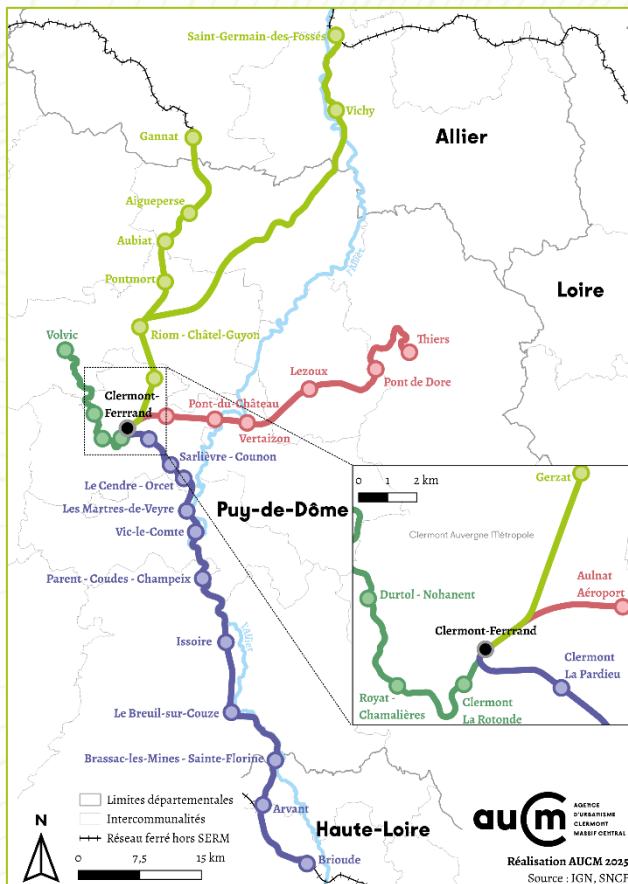 Saint-Germain-des-Fossés
Vichy
Allier
Gannat
Aigueperse
Aubiat
l'Allier
Pontmort
Loire
Riom - Châtel-Guyon
Volvic
Thiers
Lezoux
Pont de Dore
Clermont-
Ferrrand
Pont-du-Château
Vertaizon
Sarlièvre - Counon
Le Cendre - Orcet
Les Martres-de-Veyre
Puy-de-Dôme
Vic-le-Comte
Parent - Coudes - Champeix
l'Allier
Issoire
Le Breuil-sur-Couze
Brassac-les-Mines - Sainte-Florine
Arvant
Haute-Loire
Brioude
0 1 2 km
Gerzat
Clermont Auvergne Métropole
Aulnat
Aéroport
Durtol - Nohanent
Clermont-Ferrrand
Clermont
La Pardieu
Royat -
Chamalières
Clermont
La Rotonde
Limites départementales
Intercommunalités
Réseau ferré hors SERM
N
0 7,5 15 km
aucm
AGENCE
D'URBANISME
CLERMONT
MASSIF CENTRAL
Réalisation AUCM 2025
Source : IGN, SNCF